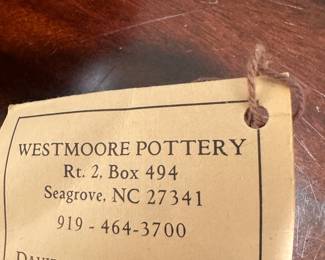 WESTMOORE POTTERY
Rt. 2, Box 494
Seagrove, NC 27341
919 - 464-3700